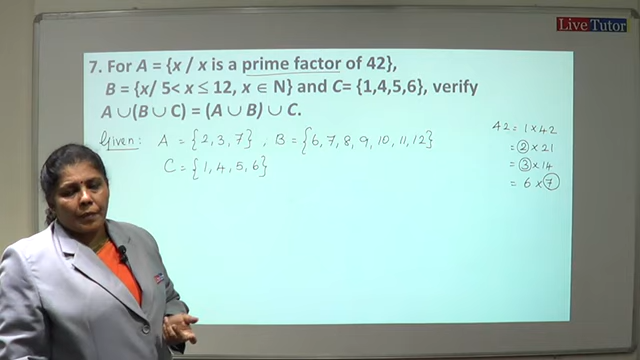 Live Tutor
7. For A = {x / x is a prime factor of 42},
B = {x/ 5< x ≤ 12, x ∈ N} and C= {1,4,5,6}, verify
A ∪(B ∪ C) = (A ∪ B) ∪ C.
Given: A = {2,3,7} , B = {6,7,8,9,10,11,12}
C = {1,4,5,6}
42 = 1 x 42
= 2 x 21
= 3 x 14
= 6 x 7